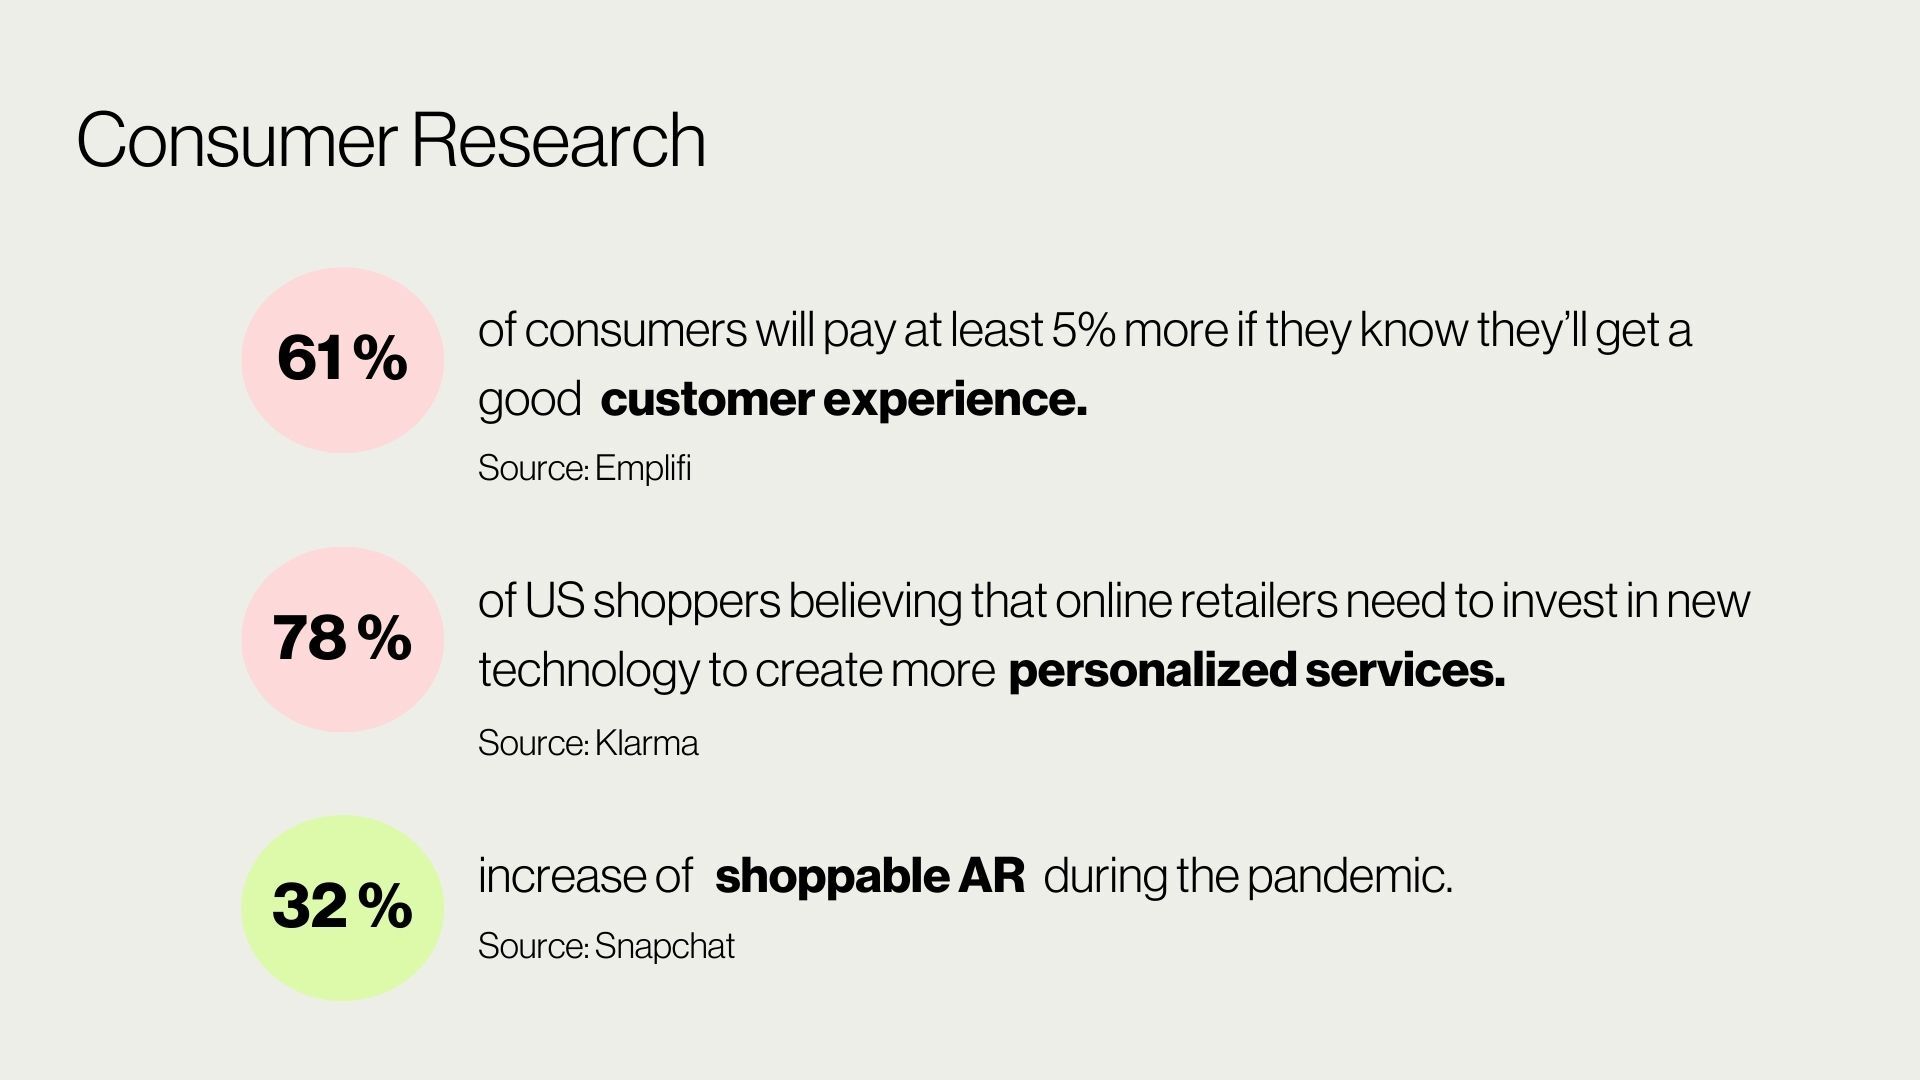 Consumer Research
61 %
of consumers will pay at least 5% more if they know they’ll get a
good customer experience.
Source: Emplifi
78 %
of US shoppers believing that online retailers need to invest in new
technology to create more personalized services.
Source: Klarma
32 %
increase of shoppable AR during the pandemic.
Source: Snapchat